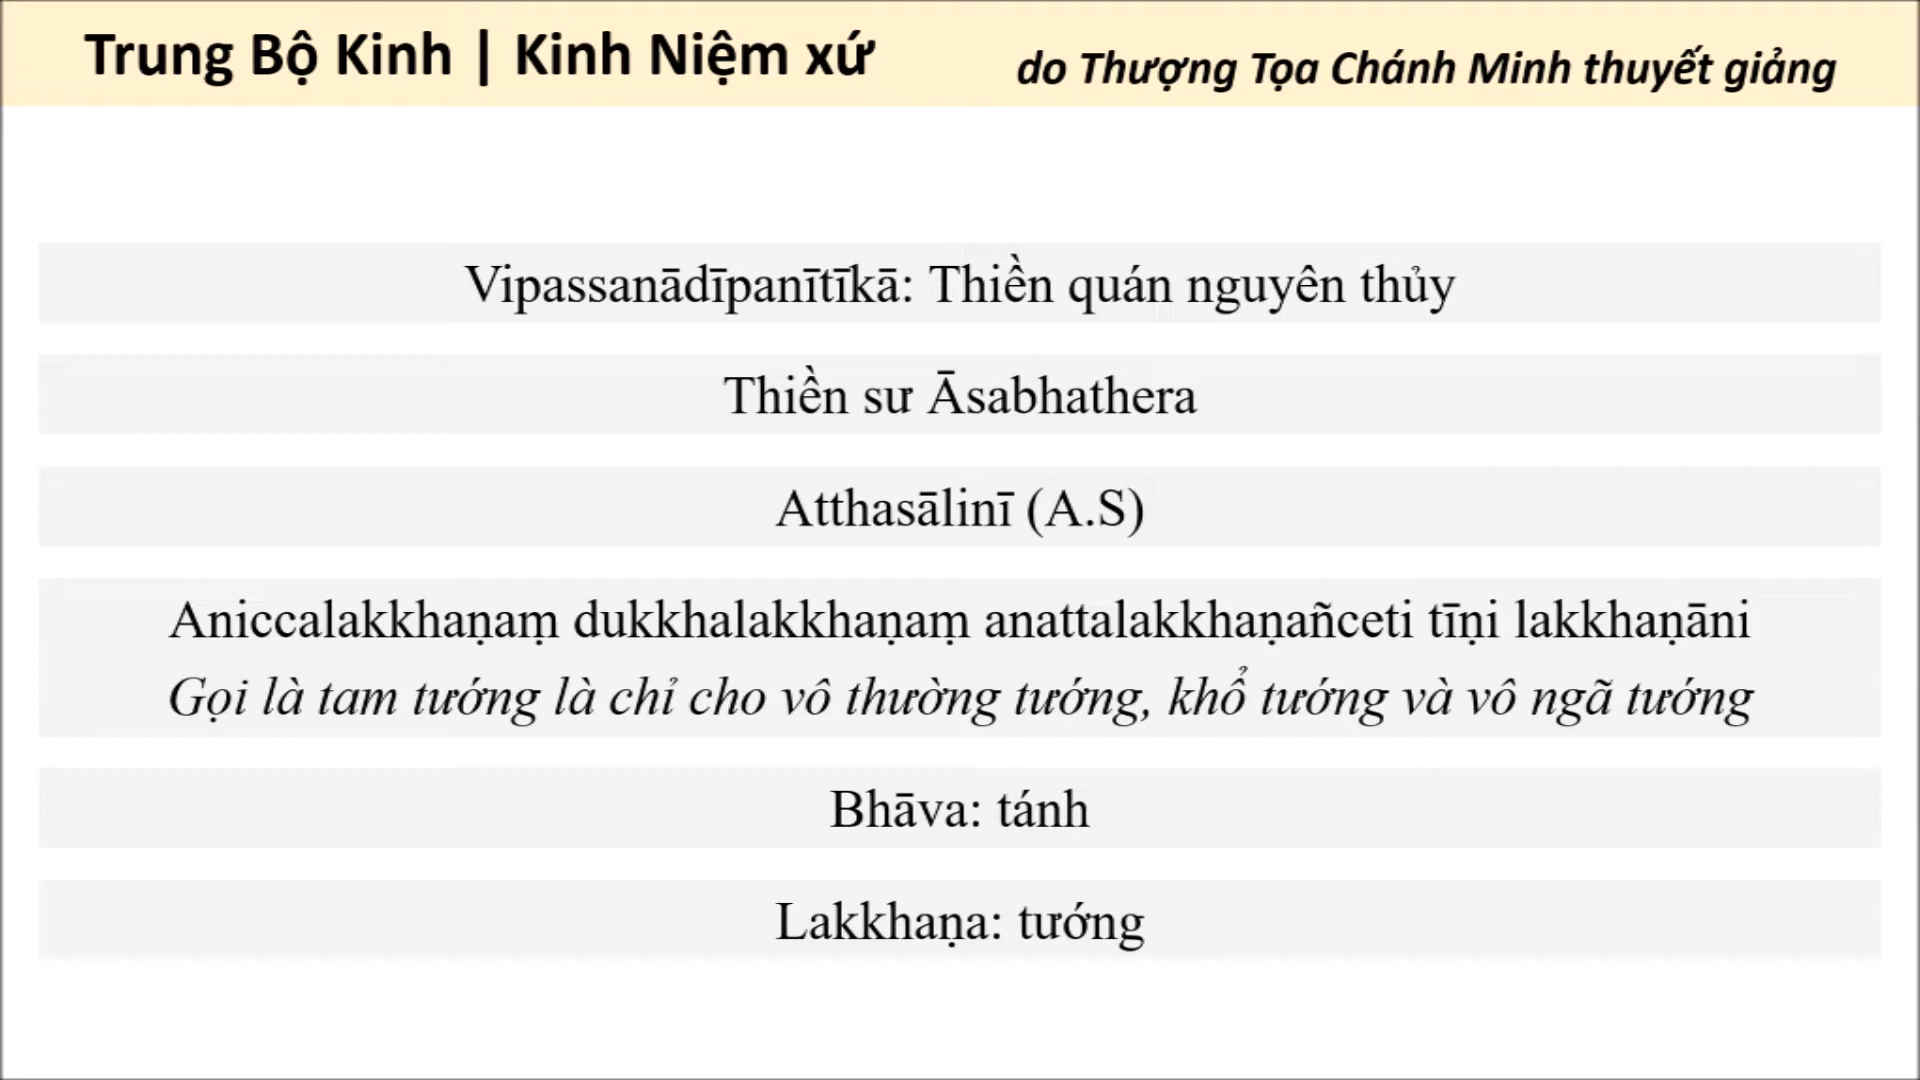 Trung Bộ Kinh | Kinh Niệm xứ
do Thượng Tọa Chánh Minh thuyết giảng
Vipassanādīpanītīkā: Thiền quán nguyên thủy
Thiền sư Āsabhathera
Atthasālinī (A.S)
Aniccalakkhaṇaṃ dukkhalakkhaṇaṃ anattalakkhaṇañceti tīṇi lakkhaṇāni
Gọi là tam tướng là chỉ cho vô thường tướng, khổ tướng và vô ngã tướng
Bhāva: tánh
Lakkhaṇa: tướng